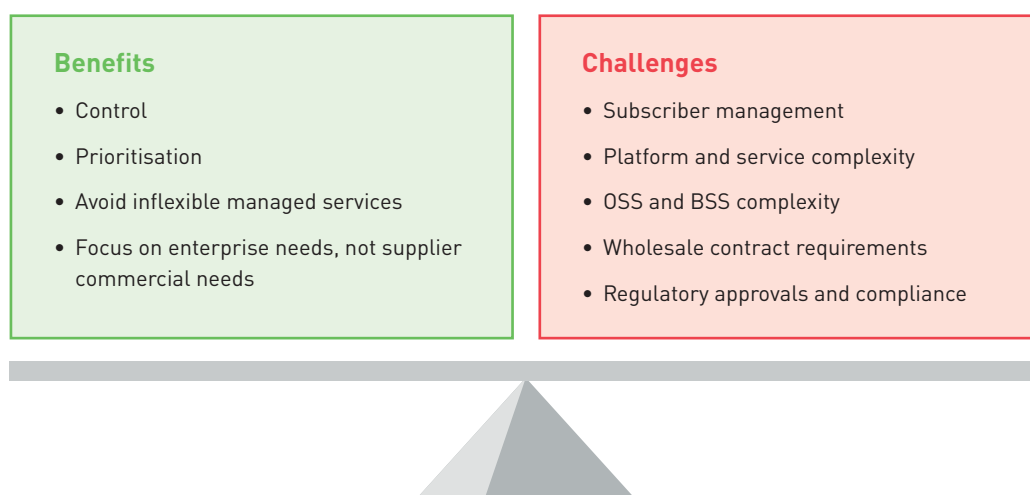 Benefits
• Control
• Prioritisation
• Avoid inflexible managed services
• Focus on enterprise needs, not supplier
commercial needs
Challenges
• Subscriber management
• Platform and service complexity
• OSS and BSS complexity
• Wholesale contract requirements
• Regulatory approvals and compliance